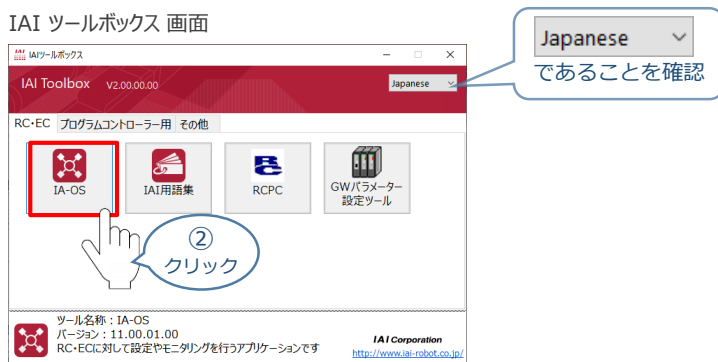 IAI ツールボックス 画面
IAIツールボックス
IAI Toolbox V2.00.00.00
Japanese
Japanese
であることを確認
RC・EC プログラムコントローラー用 その他
IA-OS
IAI用語集
RCPC
GWパラメーター
設定ツール
②
クリック
ツール名称：IA-OS
バージョン：11.00.01.00
RC・ECに対して設定やモニタリングを行うアプリケーションです
IAI Corporation
http://www.iai-robot.co.jp/